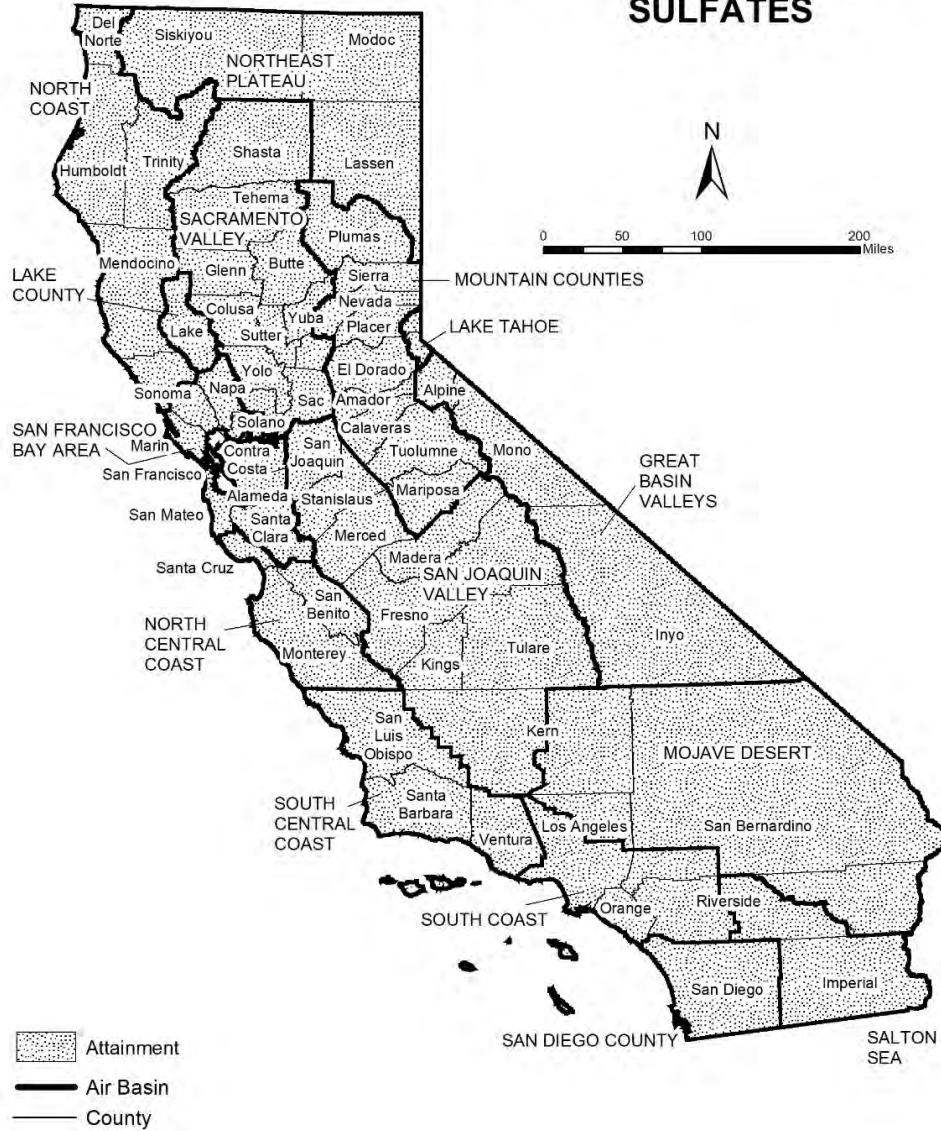 SULFATES
Del
Norte
Siskiyou
Modoc
NORTHEAST
PLATEAU
NORTH
COAST
N
Humboldt
Trinity
Shasta
Lassen
Tehema
SACRAMENTO
VALLEY
Plumas
0 50 100 200
Miles
Mendocino
Glenn
Butte
Sierra
MOUNTAIN COUNTIES
LAKE
COUNTY
Colusa
Yuba
Nevada
Lake
Sutter
Placer
LAKE TAHOE
Yolo
El Dorado
Napa
Sac
Amador
Alpine
Sonoma
Solano
Calaveras
SAN FRANCISCO
BAY AREA
Marin
Contra
Costa
San
Joaquin
Tuolumne
Mono
San Francisco
GREAT
BASIN
VALLEYS
Alameda
Stanislaus
Mariposa
San Mateo
Santa
Clara
Merced
Madera
Santa Cruz
SAN JOAQUIN
VALLEY
San
Benito
Fresno
NORTH
CENTRAL
COAST
Monterey
Kings
Tulare
Inyo
San
Luis
Obispo
Kern
MOJAVE DESERT
SOUTH
CENTRAL
COAST
Santa
Barbara
Ventura
Los Angeles
San Bernardino
SOUTH COAST
Orange
Riverside
San Diego
Imperial
SAN DIEGO COUNTY
SALTON
SEA
Attainment
Air Basin
County